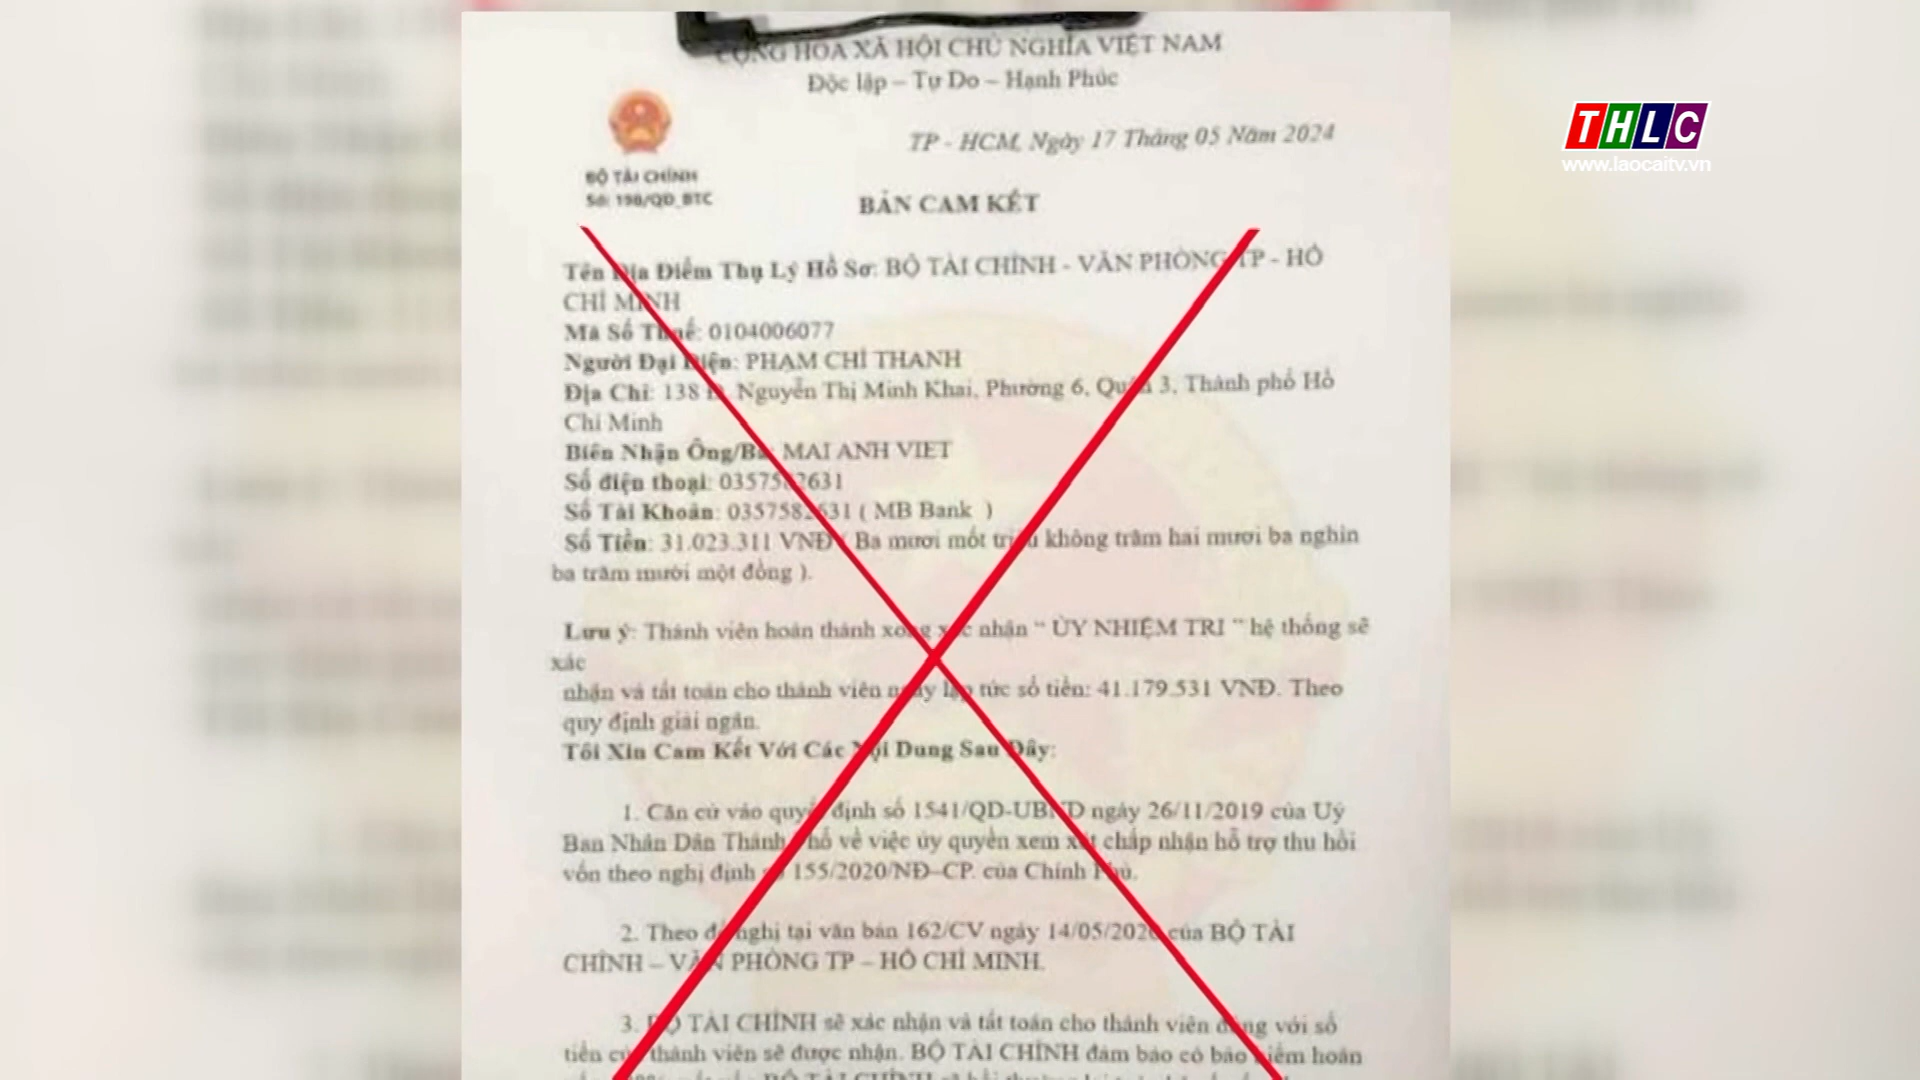 CỘNG HÒA XÃ HỘI CHỦ NGHĨA VIỆT NAM
Độc lập – Tự Do – Hạnh Phúc
THLC
www.laocaitv.vn
TP - HCM, Ngày 17 Tháng 05 Năm 2024
BỘ TÀI CHÍNH
Số: 198/QD_BTC
BẢN CAM KẾT
Tên Địa Điểm Thụ Lý Hồ Sơ: BỘ TÀI CHÍNH - VĂN PHÒNG TP - HỒ
CHÍ MINH
Mã Số Thuế: 0104006077
Người Đại Diện: PHẠM CHÍ THANH
Địa Chỉ: 138 Nguyễn Thị Minh Khai, Phường 6, Quận 3, Thành phố Hồ
Chí Minh
Biên Nhận Ông/Bà: MAI ANH VIET
Số điện thoại: 0357582631
Số Tài Khoản: 0357582631 ( MB Bank )
Số Tiền: 31.023.311 VNĐ ( Ba mươi mốt triệu không trăm hai mươi ba nghìn
ba trăm mười một đồng ).
Lưu ý: Thành viên hoàn thành xong xác nhận “ ỦY NHIỆM TRI ” hệ thống sẽ
xác
nhận và tất toán cho thành viên ngay lập tức số tiền: 41.179.531 VNĐ. Theo
quy định giải ngân.
Tôi Xin Cam Kết Với Các Nội Dung Sau Đây:
1. Căn cứ vào quyết định số 1541/QD-UBND ngày 26/11/2019 của Uỷ
Ban Nhân Dân Thành phố về việc ủy quyền xem xét chấp nhận hỗ trợ thu hồi
vốn theo nghị định số 155/2020/NĐ–CP. của Chính Phủ.
2. Theo đề nghị tại văn bản 162/CV ngày 14/05/2020 của BỘ TÀI
CHÍNH – VĂN PHÒNG TP – HỒ CHÍ MINH.
3. BỘ TÀI CHÍNH sẽ xác nhận và tất toán cho thành viên đúng với số
tiền của thành viên sẽ được nhận. BỘ TÀI CHÍNH đảm bảo có bảo hiểm hoàn